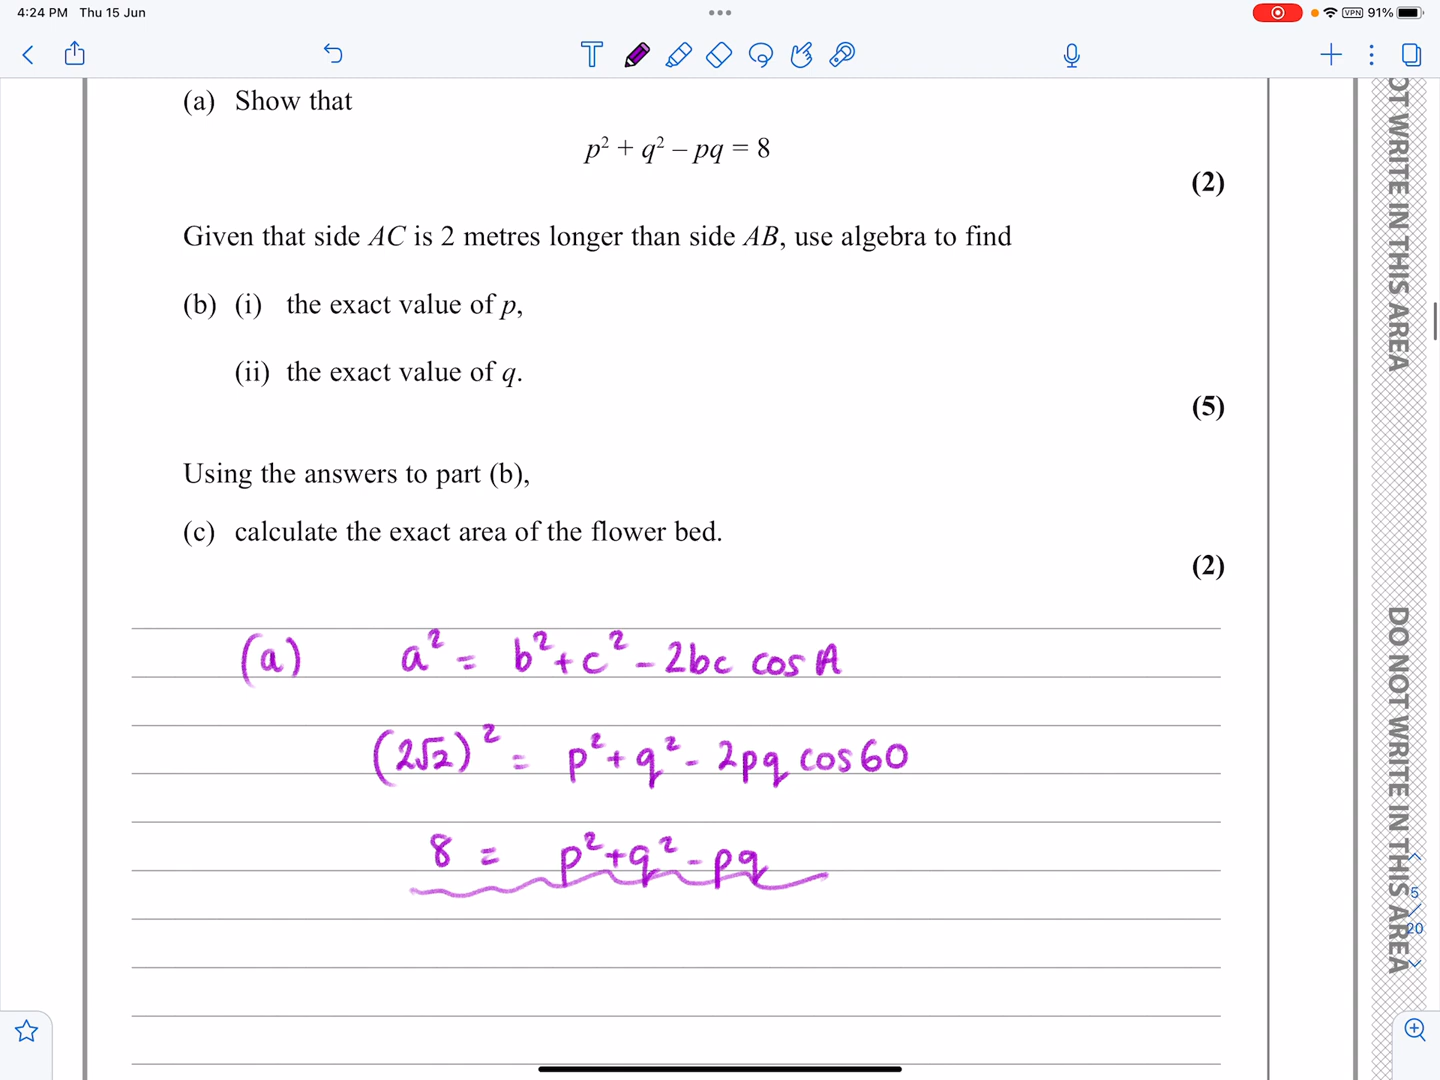 4:24 PM Thu 15 Jun
VPN 91%
(a) Show that
p² + q² – pq = 8
(2)
Given that side AC is 2 metres longer than side AB, use algebra to find
(b) (i) the exact value of p,
(ii) the exact value of q.
(5)
Using the answers to part (b),
(c) calculate the exact area of the flower bed.
(2)
(a) a² = b² + c² - 2bc cos A
(2√2)² = p² + q² - 2pq cos 60
8 = p² + q² - pq
OT WRITE IN THIS AREA
DO NOT WRITE IN THIS AREA
5
20